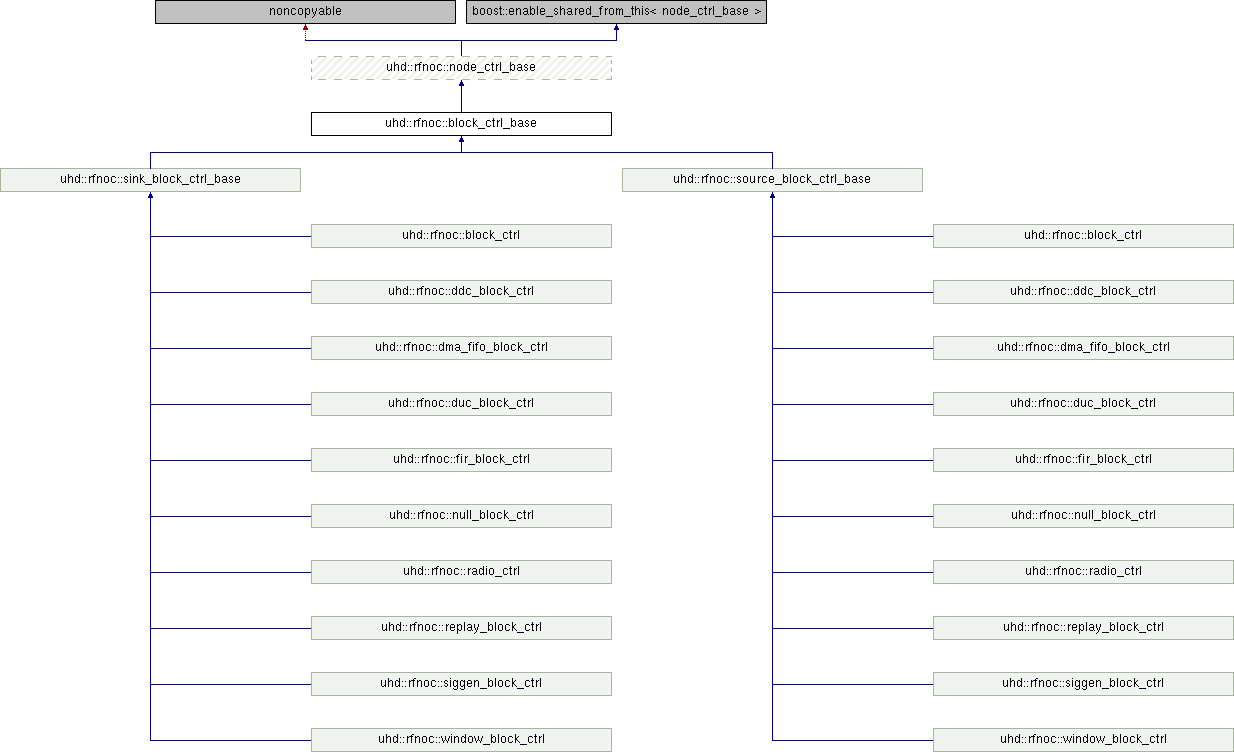 noncopyable
boost::enable_shared_from_this< node_ctrl_base >
uhd::rfnoc::node_ctrl_base
uhd::rfnoc::block_ctrl_base
uhd::rfnoc::sink_block_ctrl_base
uhd::rfnoc::source_block_ctrl_base
uhd::rfnoc::block_ctrl
uhd::rfnoc::block_ctrl
uhd::rfnoc::ddc_block_ctrl
uhd::rfnoc::ddc_block_ctrl
uhd::rfnoc::dma_fifo_block_ctrl
uhd::rfnoc::dma_fifo_block_ctrl
uhd::rfnoc::duc_block_ctrl
uhd::rfnoc::duc_block_ctrl
uhd::rfnoc::fir_block_ctrl
uhd::rfnoc::fir_block_ctrl
uhd::rfnoc::null_block_ctrl
uhd::rfnoc::null_block_ctrl
uhd::rfnoc::radio_ctrl
uhd::rfnoc::radio_ctrl
uhd::rfnoc::replay_block_ctrl
uhd::rfnoc::replay_block_ctrl
uhd::rfnoc::siggen_block_ctrl
uhd::rfnoc::siggen_block_ctrl
uhd::rfnoc::window_block_ctrl
uhd::rfnoc::window_block_ctrl